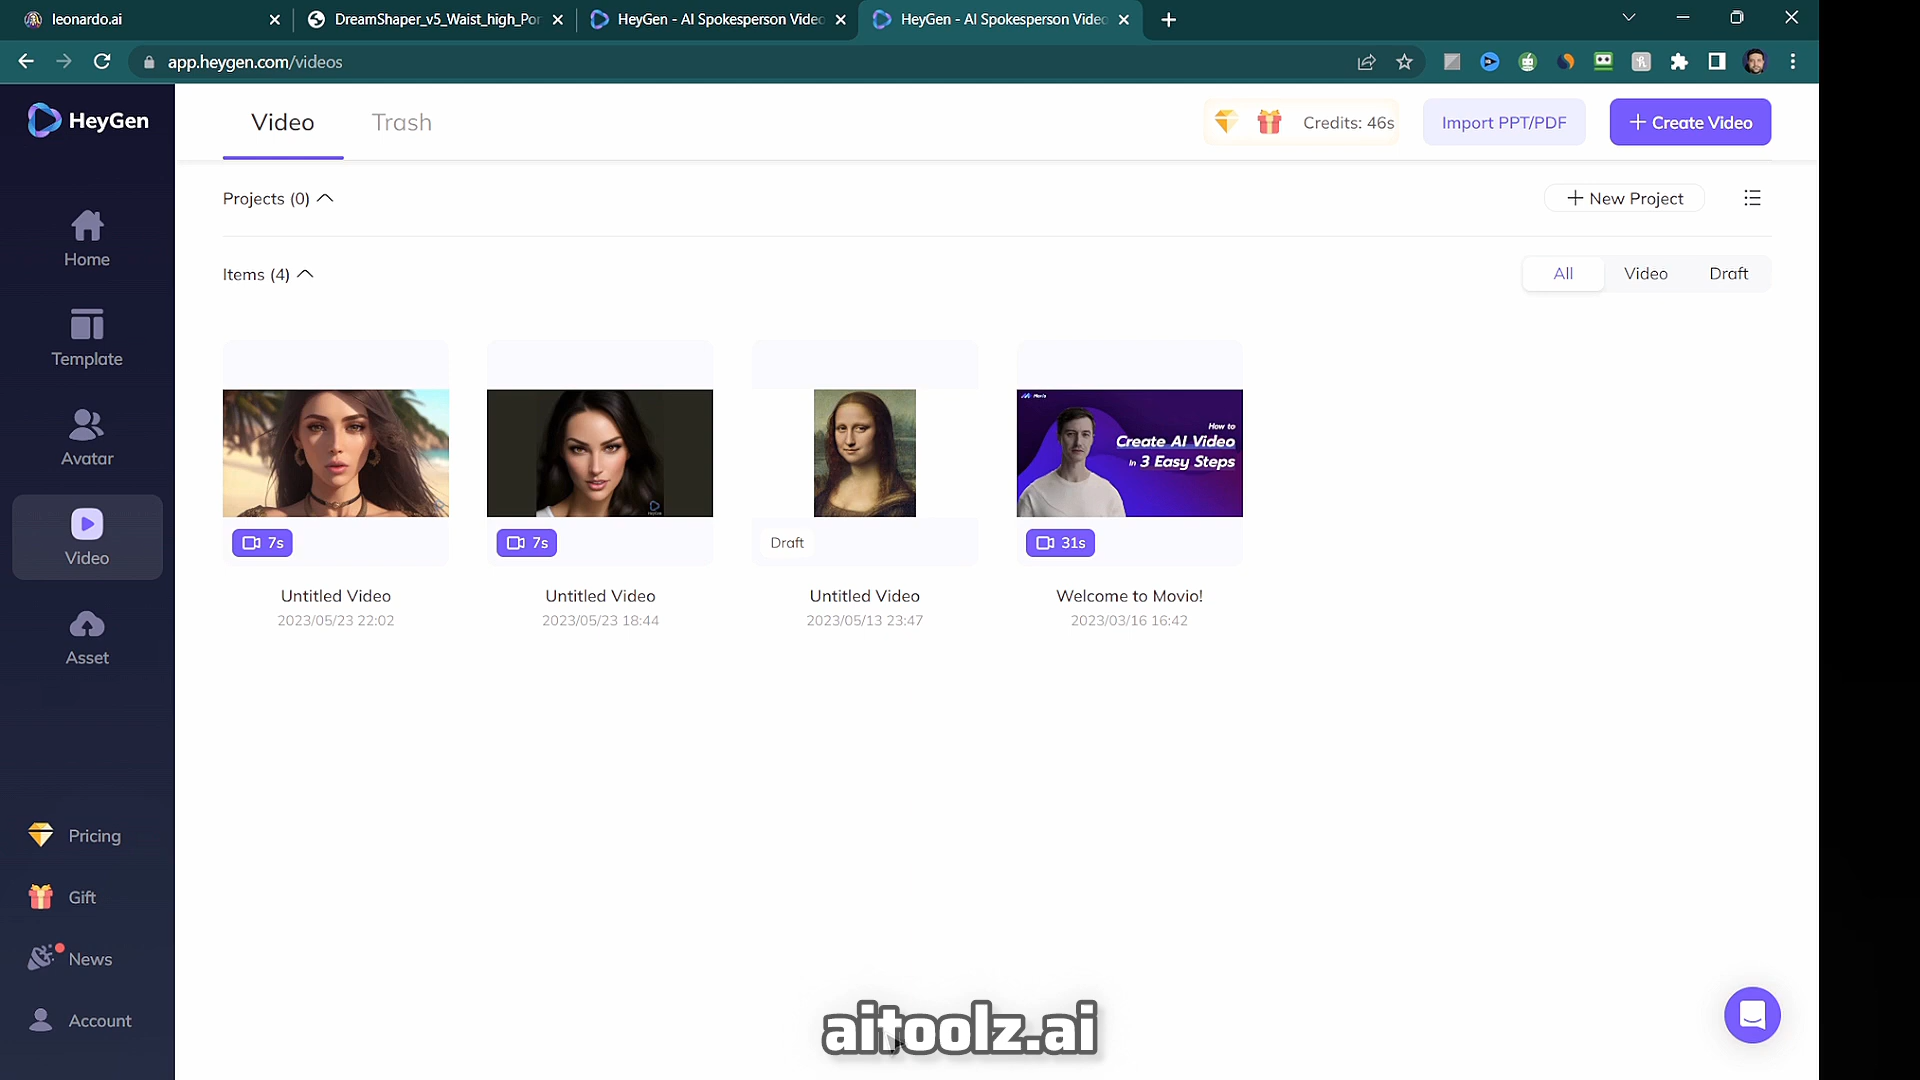 leonardo.ai
DreamShaper_v5_Waist_high_Por
HeyGen - AI Spokesperson Video
HeyGen - AI Spokesperson Video
app.heygen.com/videos
HeyGen
Video
Trash
Credits: 46s
Import PPT/PDF
+ Create Video
Projects (0)
+ New Project
Items (4)
All
Video
Draft
Home
Template
Avatar
Video
Asset
Pricing
Gift
News
Account
Movio
How to
Create AI Video
In 3 Easy Steps
7s
7s
Draft
31s
Untitled Video
Untitled Video
Untitled Video
Welcome to Movio!
2023/05/23 22:02
2023/05/23 18:44
2023/05/13 23:47
2023/03/16 16:42
aitoolz.ai